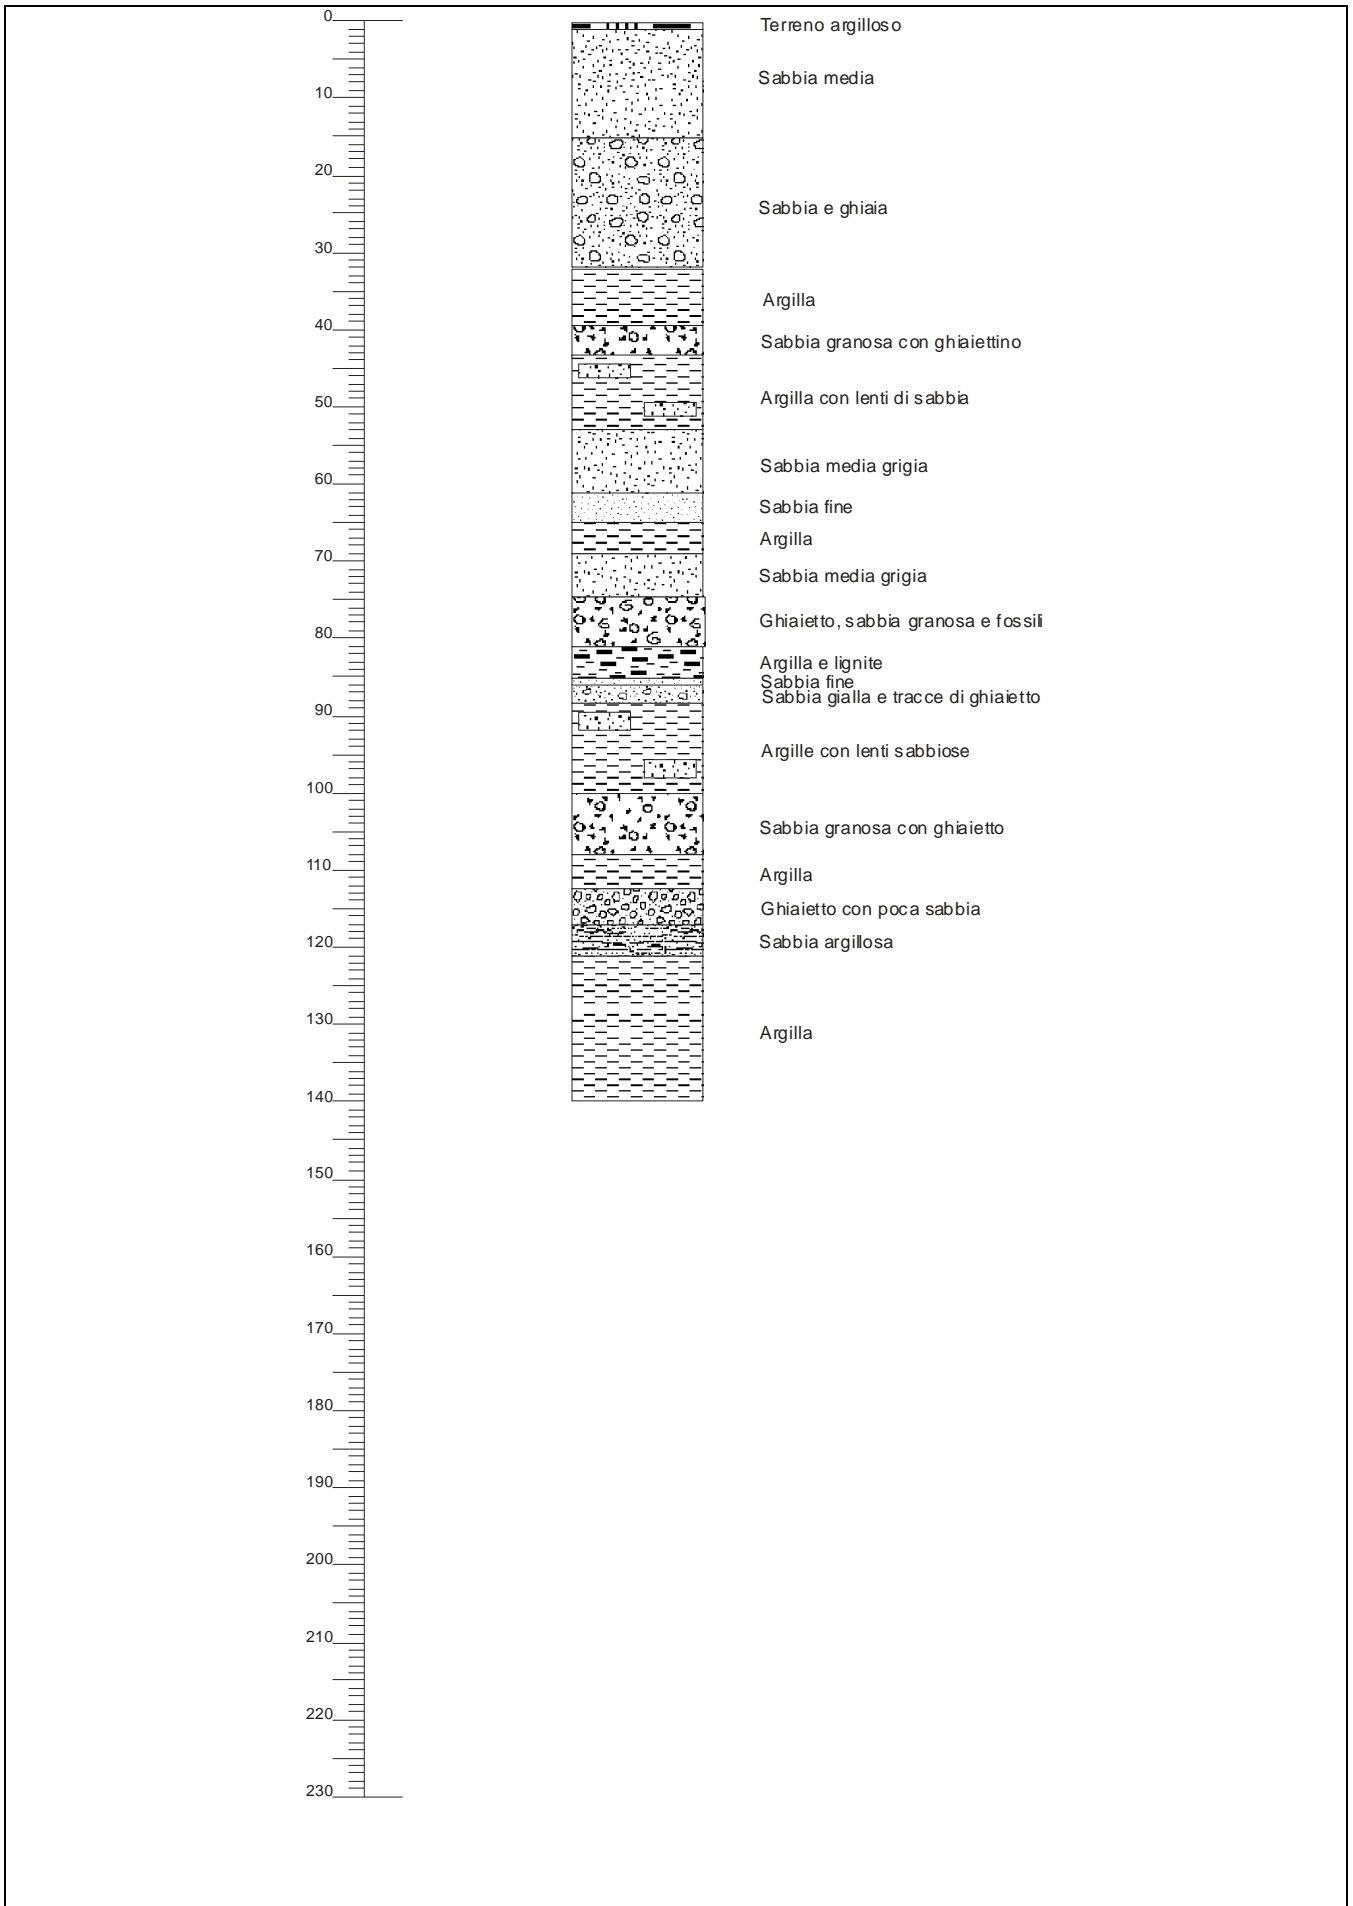 0
Terreno argilloso
Sabbia media
10
20
Sabbia e ghiaia
30
Argilla
40
Sabbia granosa con ghiaiettino
Argilla con lenti di sabbia
50
Sabbia media grigia
60
Sabbia fine
Argilla
70
Sabbia media grigia
Ghiaietto, sabbia granosa e fossili
80
Argilla e lignite
Sabbia fine
Sabbia gialla e tracce di ghiaietto
90
Argille con lenti sabbiose
100
Sabbia granosa con ghiaietto
110
Argilla
Ghiaietto con poca sabbia
120
Sabbia argillosa
130
Argilla
140
150
160
170
180
190
200
210
220
230